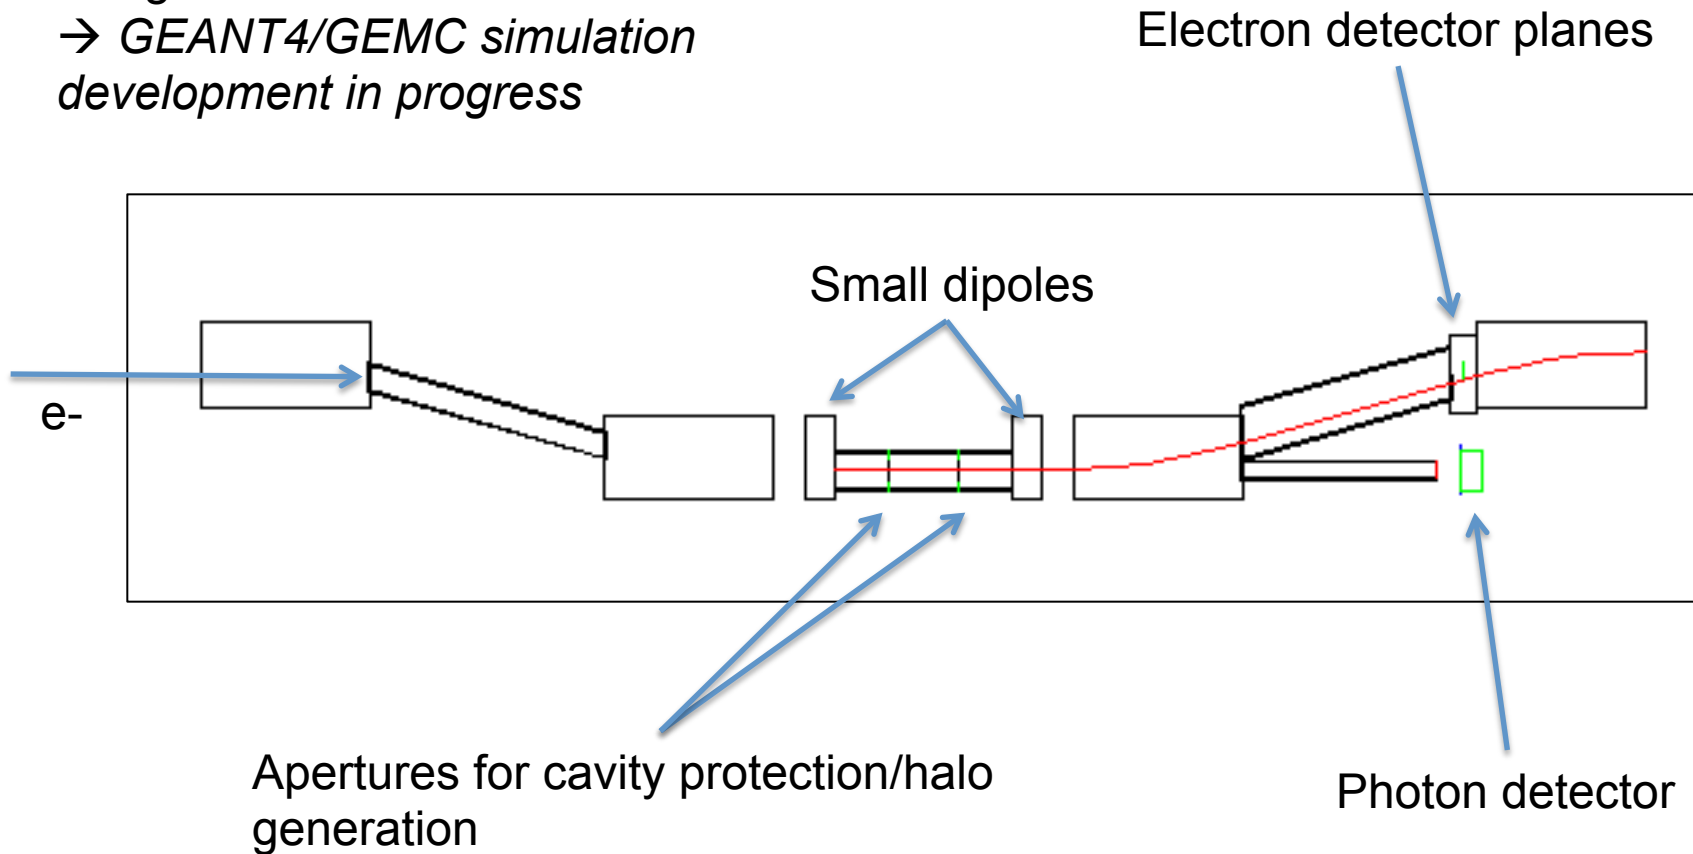 → GEANT4/GEMC simulation
development in progress
Electron detector planes
Small dipoles
e-
Apertures for cavity protection/halo
generation
Photon detector